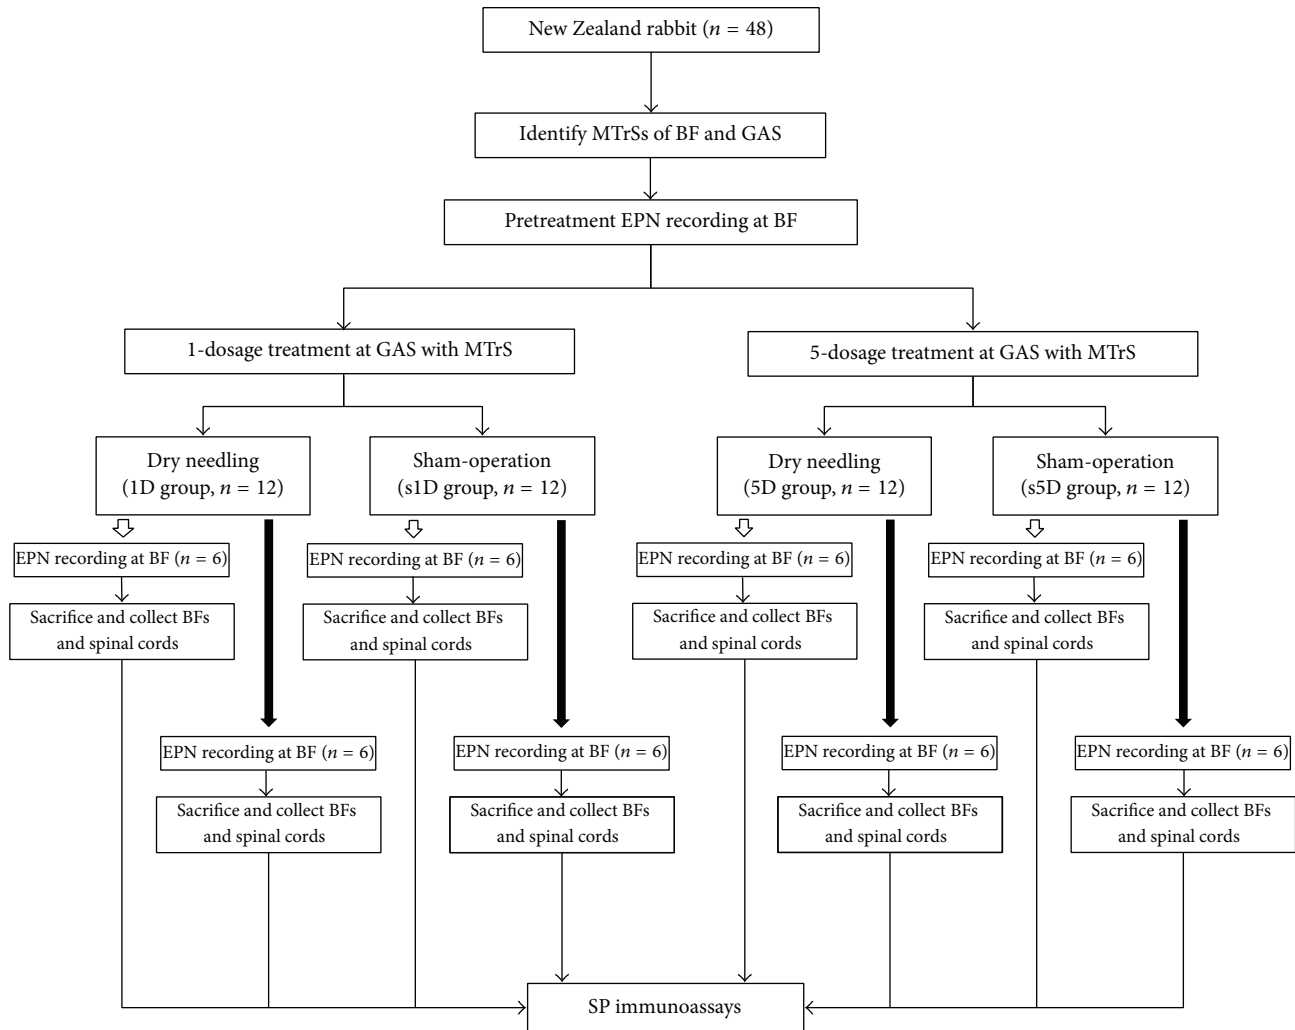 New Zealand rabbit (n = 48)
Identify MTrSs of BF and GAS
Pretreatment EPN recording at BF
1-dosage treatment at GAS with MTrS
5-dosage treatment at GAS with MTrS
Dry needling
(1D group, n = 12)
Sham-operation
(s1D group, n = 12)
Dry needling
(5D group, n = 12)
Sham-operation
(s5D group, n = 12)
EPN recording at BF (n = 6)
EPN recording at BF (n = 6)
EPN recording at BF (n = 6)
EPN recording at BF (n = 6)
Sacrifice and collect BFs
and spinal cords
Sacrifice and collect BFs
and spinal cords
Sacrifice and collect BFs
and spinal cords
Sacrifice and collect BFs
and spinal cords
EPN recording at BF (n = 6)
EPN recording at BF (n = 6)
EPN recording at BF (n = 6)
EPN recording at BF (n = 6)
Sacrifice and collect BFs
and spinal cords
Sacrifice and collect BFs
and spinal cords
Sacrifice and collect BFs
and spinal cords
Sacrifice and collect BFs
and spinal cords
SP immunoassays